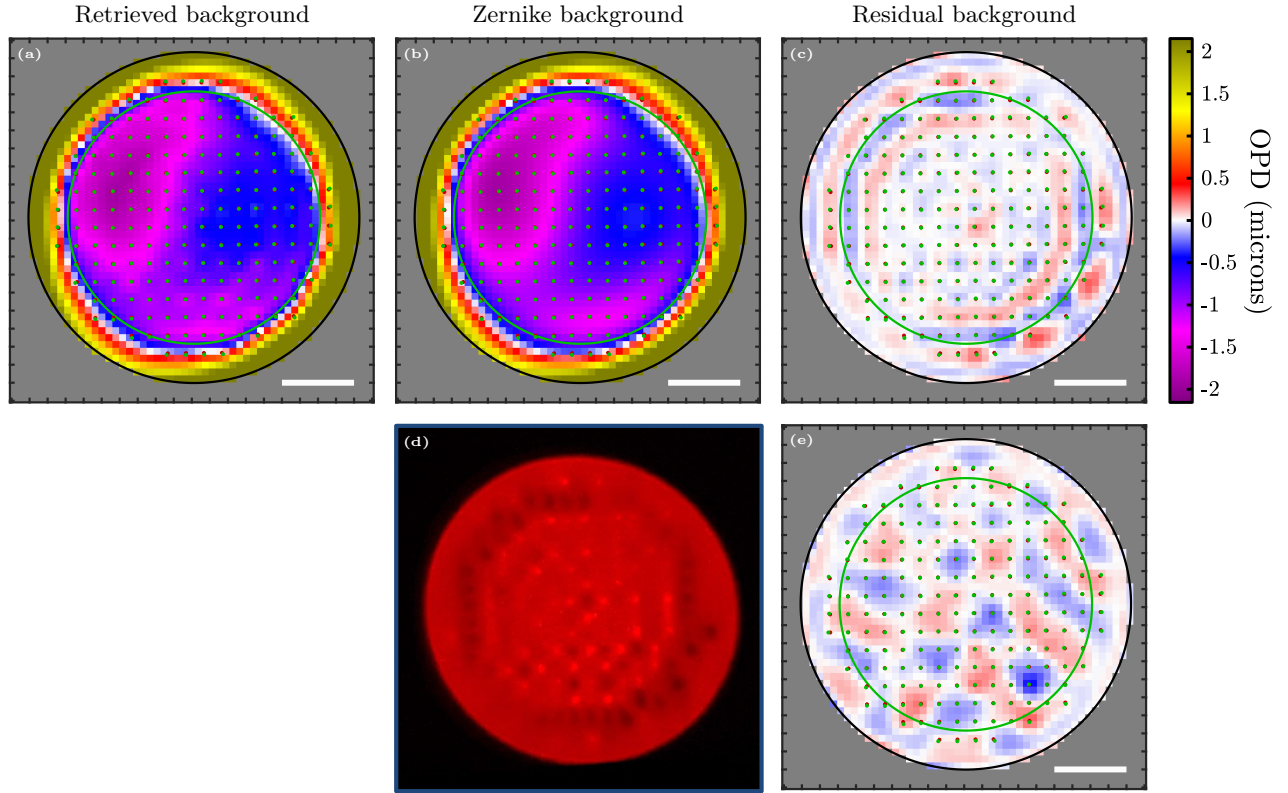 Retrieved background
Zernike background
Residual background
(a)
(b)
(c)
2
1.5
1
0.5
0
-0.5
-1
-1.5
-2
OPD (microns)
(d)
(e)